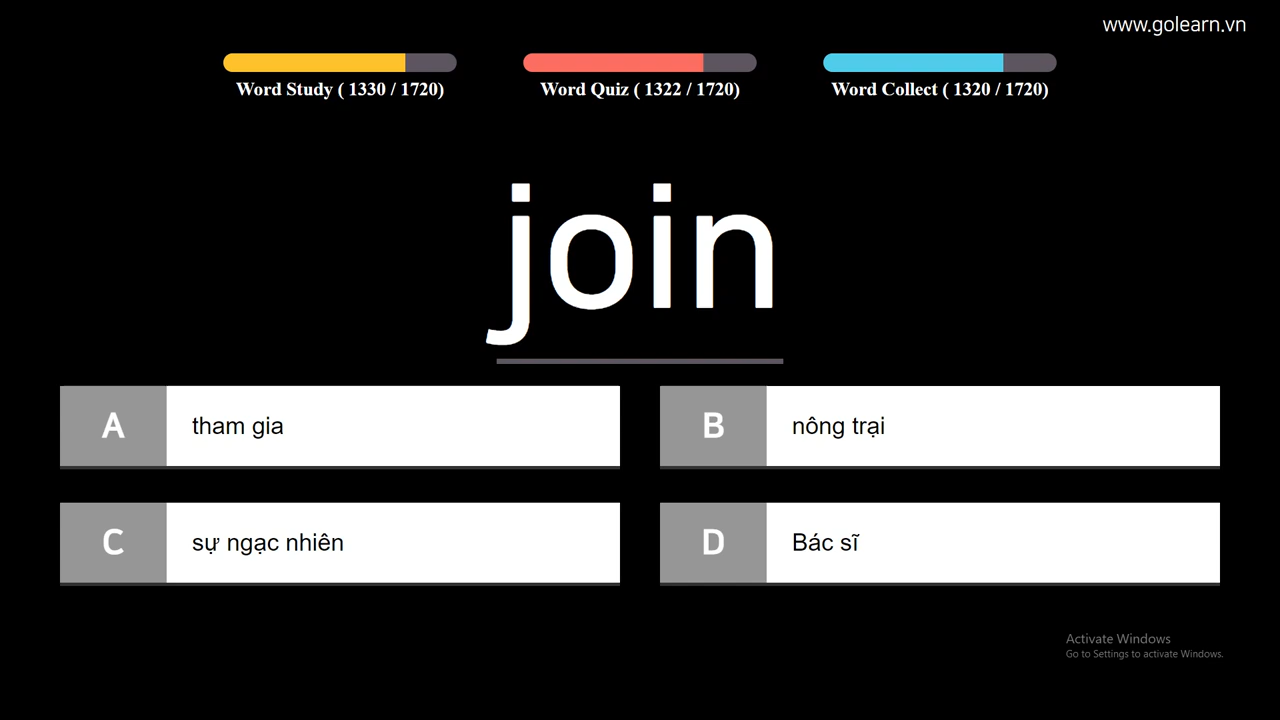 www.golearn.vn
Word Study ( 1330 / 1720)
Word Quiz ( 1322 / 1720)
Word Collect ( 1320 / 1720)
join
A tham gia
B nông trại
C sự ngạc nhiên
D Bác sĩ
Activate Windows
Go to Settings to activate Windows.